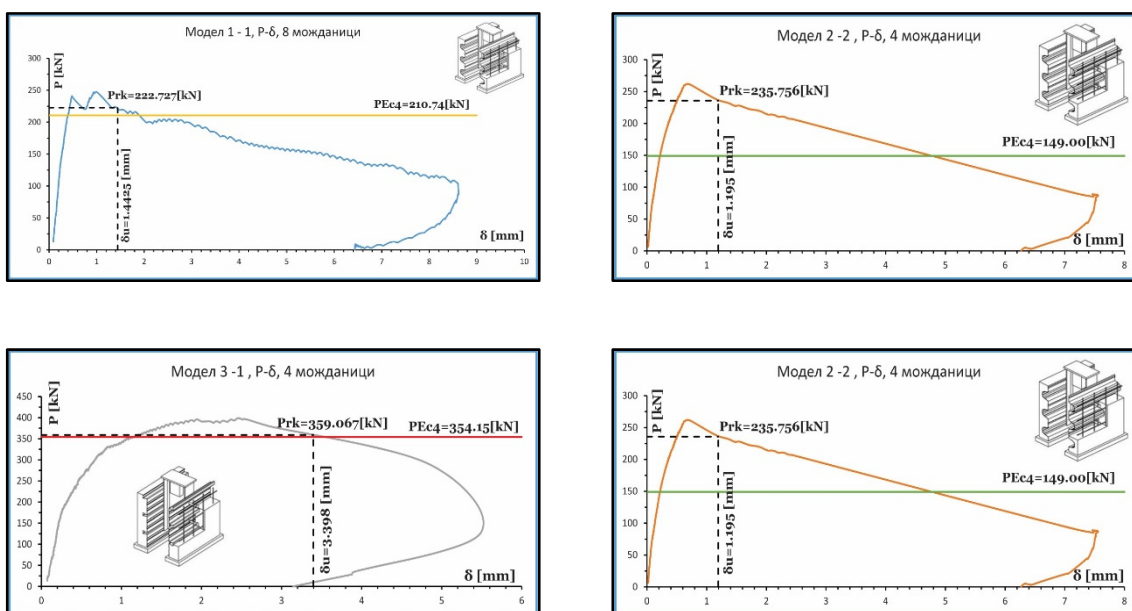 Модел 1 - 1, P-δ, 8 можданици
P [kN]
300
250
200
150
100
50
0
Prk=222.727[kN]
PEc4=210.74[kN]
δu=1.4425 [mm]
δ [mm]
0 1 2 3 4 5 6 7 8 9 10
Модел 2 -2 , P-δ, 4 можданици
P [kN]
300
250
200
150
100
50
0
Prk=235.756[kN]
PEc4=149.00[kN]
δu=1.195 [mm]
δ [mm]
0 1 2 3 4 5 6 7 8
Модел 3 -1 , P-δ, 4 можданици
P [kN]
450
400
350
300
250
200
150
100
50
0
Prk=359.067[kN]
PEc4=354.15[kN]
δu=3.398 [mm]
δ [mm]
0 1 2 3 4 5 6
Модел 2 -2 , P-δ, 4 можданици
P [kN]
300
250
200
150
100
50
0
Prk=235.756[kN]
PEc4=149.00[kN]
δu=1.195 [mm]
δ [mm]
0 1 2 3 4 5 6 7 8